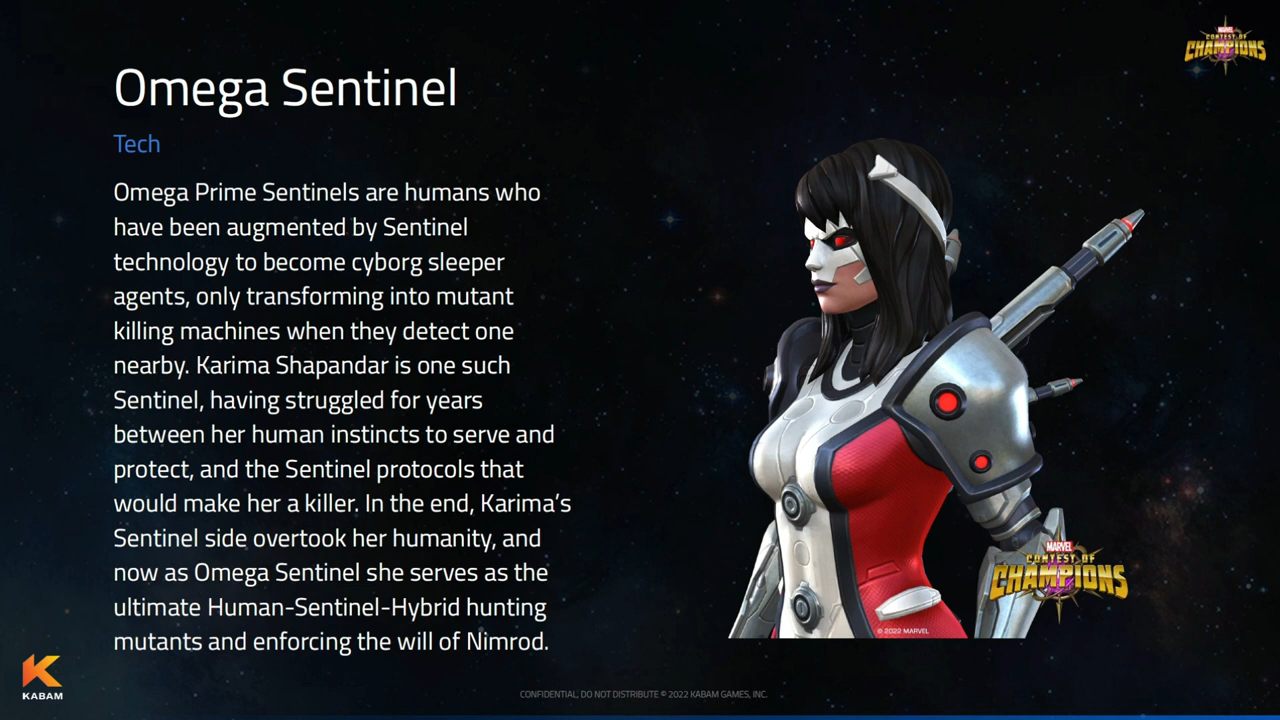 MARVEL
CONTEST OF
CHAMPIONS
Omega Sentinel
Tech
Omega Prime Sentinels are humans who
have been augmented by Sentinel
technology to become cyborg sleeper
agents, only transforming into mutant
killing machines when they detect one
nearby. Karima Shapandar is one such
Sentinel, having struggled for years
between her human instincts to serve and
protect, and the Sentinel protocols that
would make her a killer. In the end, Karima’s
Sentinel side overtook her humanity, and
now as Omega Sentinel she serves as the
ultimate Human-Sentinel-Hybrid hunting
mutants and enforcing the will of Nimrod.
MARVEL
CONTEST OF
CHAMPIONS
© 2022 MARVEL
KABAM
CONFIDENTIAL, DO NOT DISTRIBUTE © 2022 KABAM GAMES, INC.